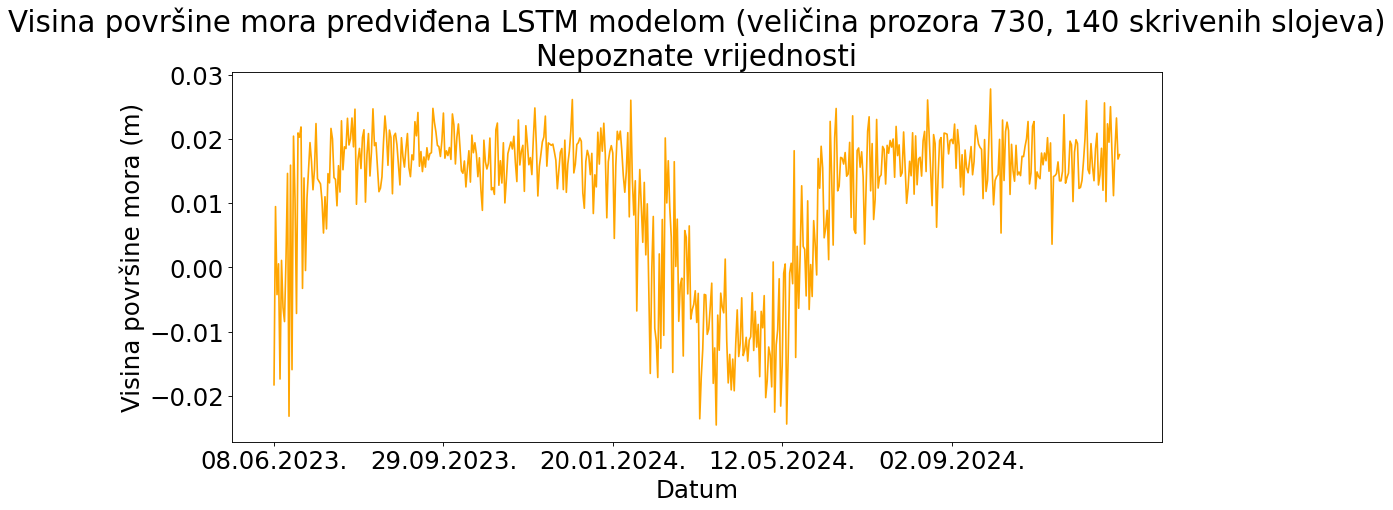 Visina površine mora predviđena LSTM modelom (veličina prozora 730, 140 skrivenih slojeva)
Nepoznate vrijednosti
0.03
0.02
0.01
0.00
−0.01
−0.02
Visina površine mora (m)
08.06.2023. 29.09.2023. 20.01.2024. 12.05.2024. 02.09.2024.
Datum